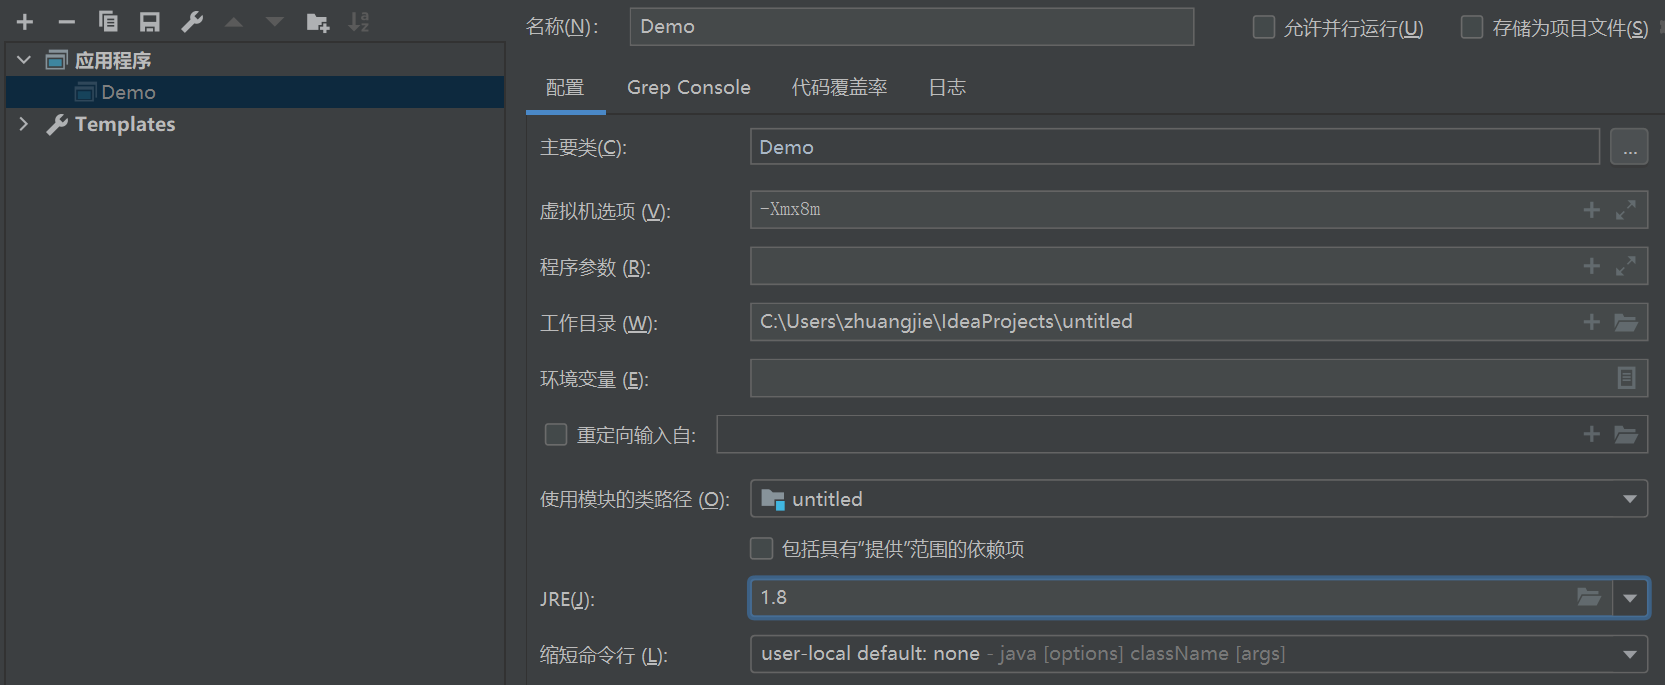 名称(N):
Demo
允许并行运行(U)
存储为项目文件(S)
应用程序
Demo
Templates
配置
Grep Console
代码覆盖率
日志
主要类(C):
Demo
...
虚拟机选项 (V):
-Xmx8m
程序参数 (R):
工作目录 (W):
C:\Users\zhuangjie\IdeaProjects\untitled
环境变量 (E):
重定向输入自:
使用模块的类路径 (O):
untitled
包括具有“提供”范围的依赖项
JRE(J):
1.8
缩短命令行 (L):
user-local default: none - java [options] className [args]